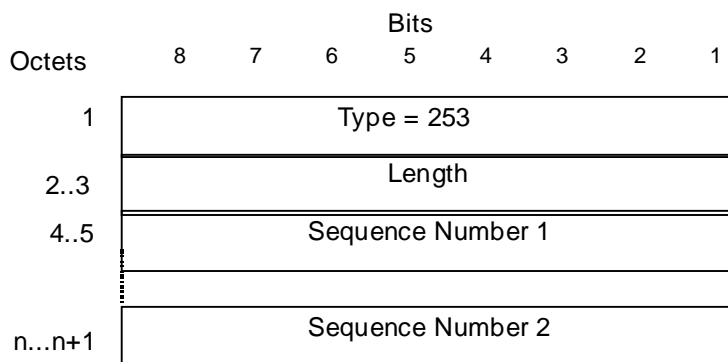 Bits
Octets 8 7 6 5 4 3 2 1
1 Type = 253
2..3 Length
4..5 Sequence Number 1
n...n+1 Sequence Number 2